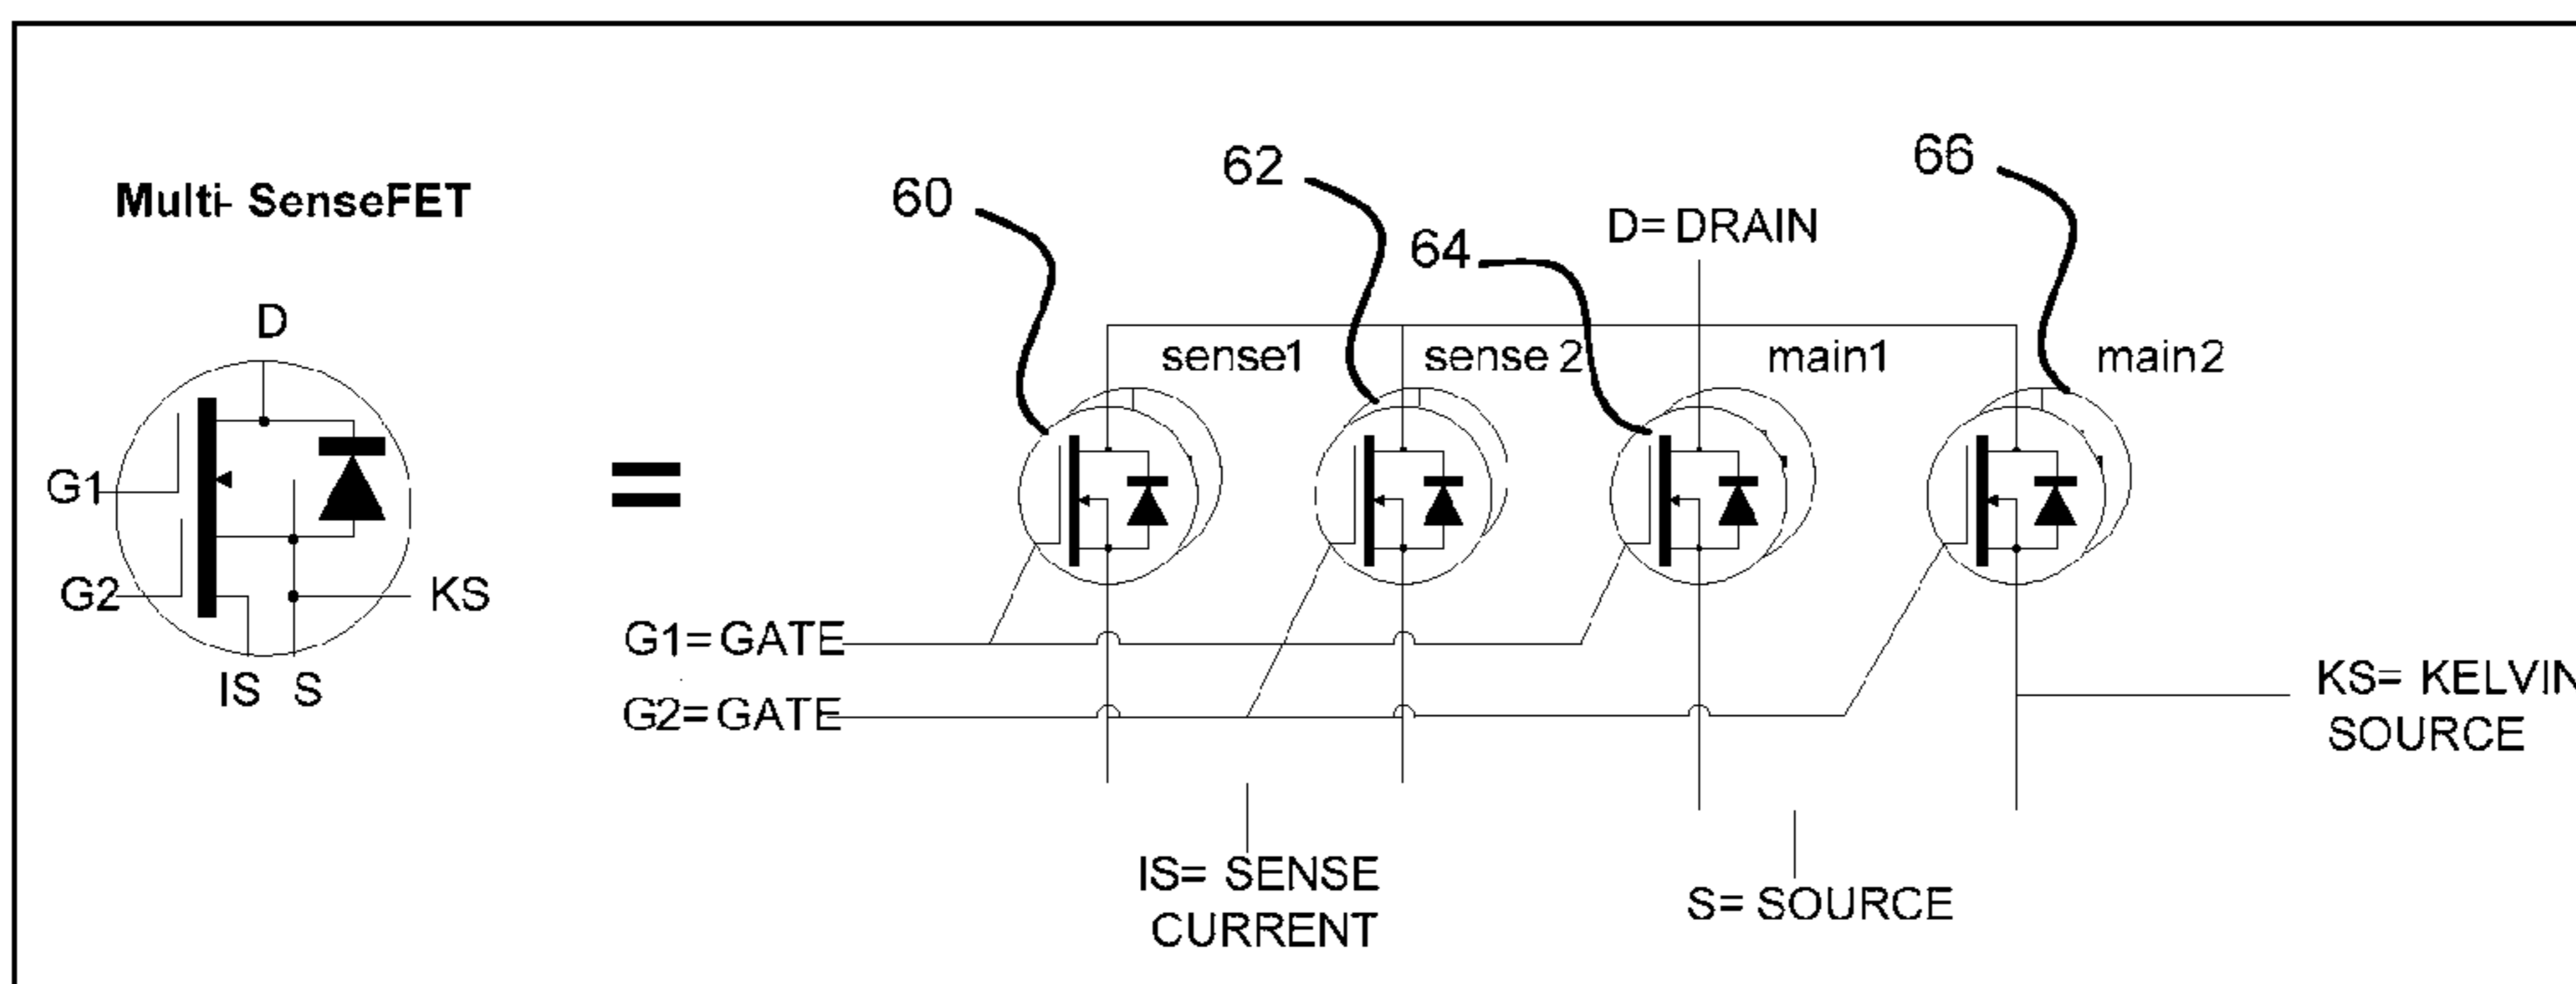 Multi- SenseFET
D
G1
G2
KS
IS S
=
60
62
64
66
D= DRAIN
sense1
sense 2
main1
main2
G1=GATE
G2=GATE
KS= KELVIN
SOURCE
IS= SENSE
CURRENT
S= SOURCE